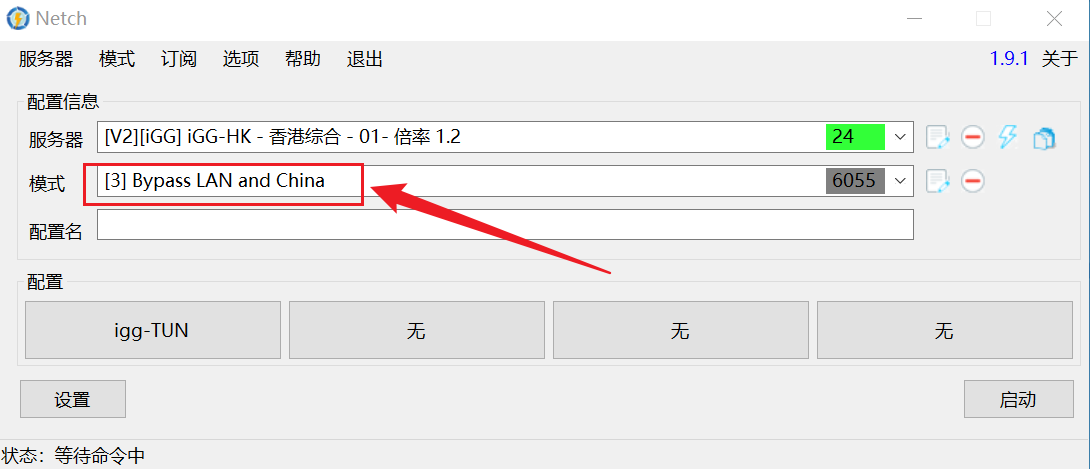 Netch
服务器 模式 订阅 选项 帮助 退出 1.9.1 关于
配置信息
服务器 [V2][iGG] iGG-HK - 香港综合 - 01- 倍率 1.2 24
模式 [3] Bypass LAN and China 6055
配置名
配置
igg-TUN 无 无 无
设置 启动
状态：等待命令中